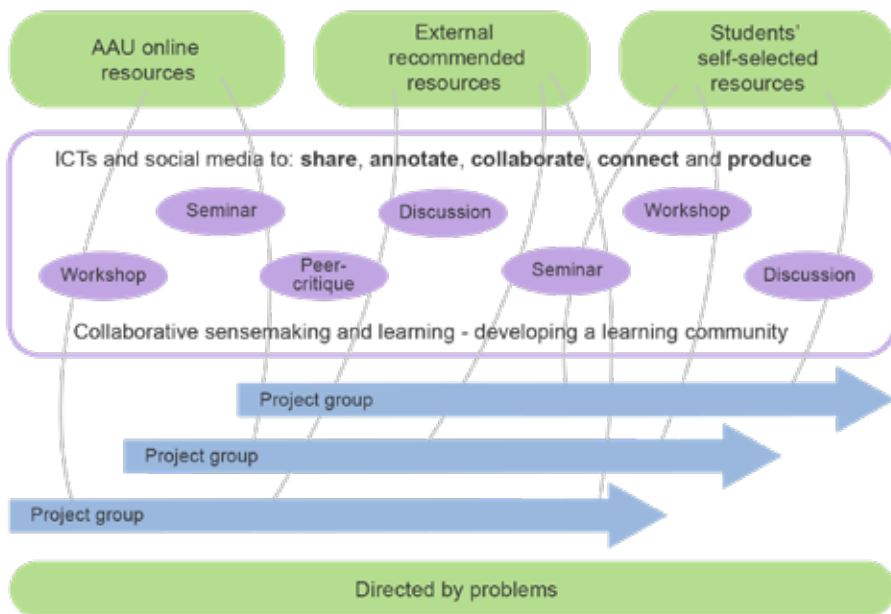 AAU online
resources
External
recommended
resources
Students’
self-selected
resources
ICTs and social media to: share, annotate, collaborate, connect and produce
Seminar
Discussion
Workshop
Workshop
Peer-
critique
Seminar
Discussion
Collaborative sensemaking and learning - developing a learning community
Project group
Project group
Project group
Directed by problems